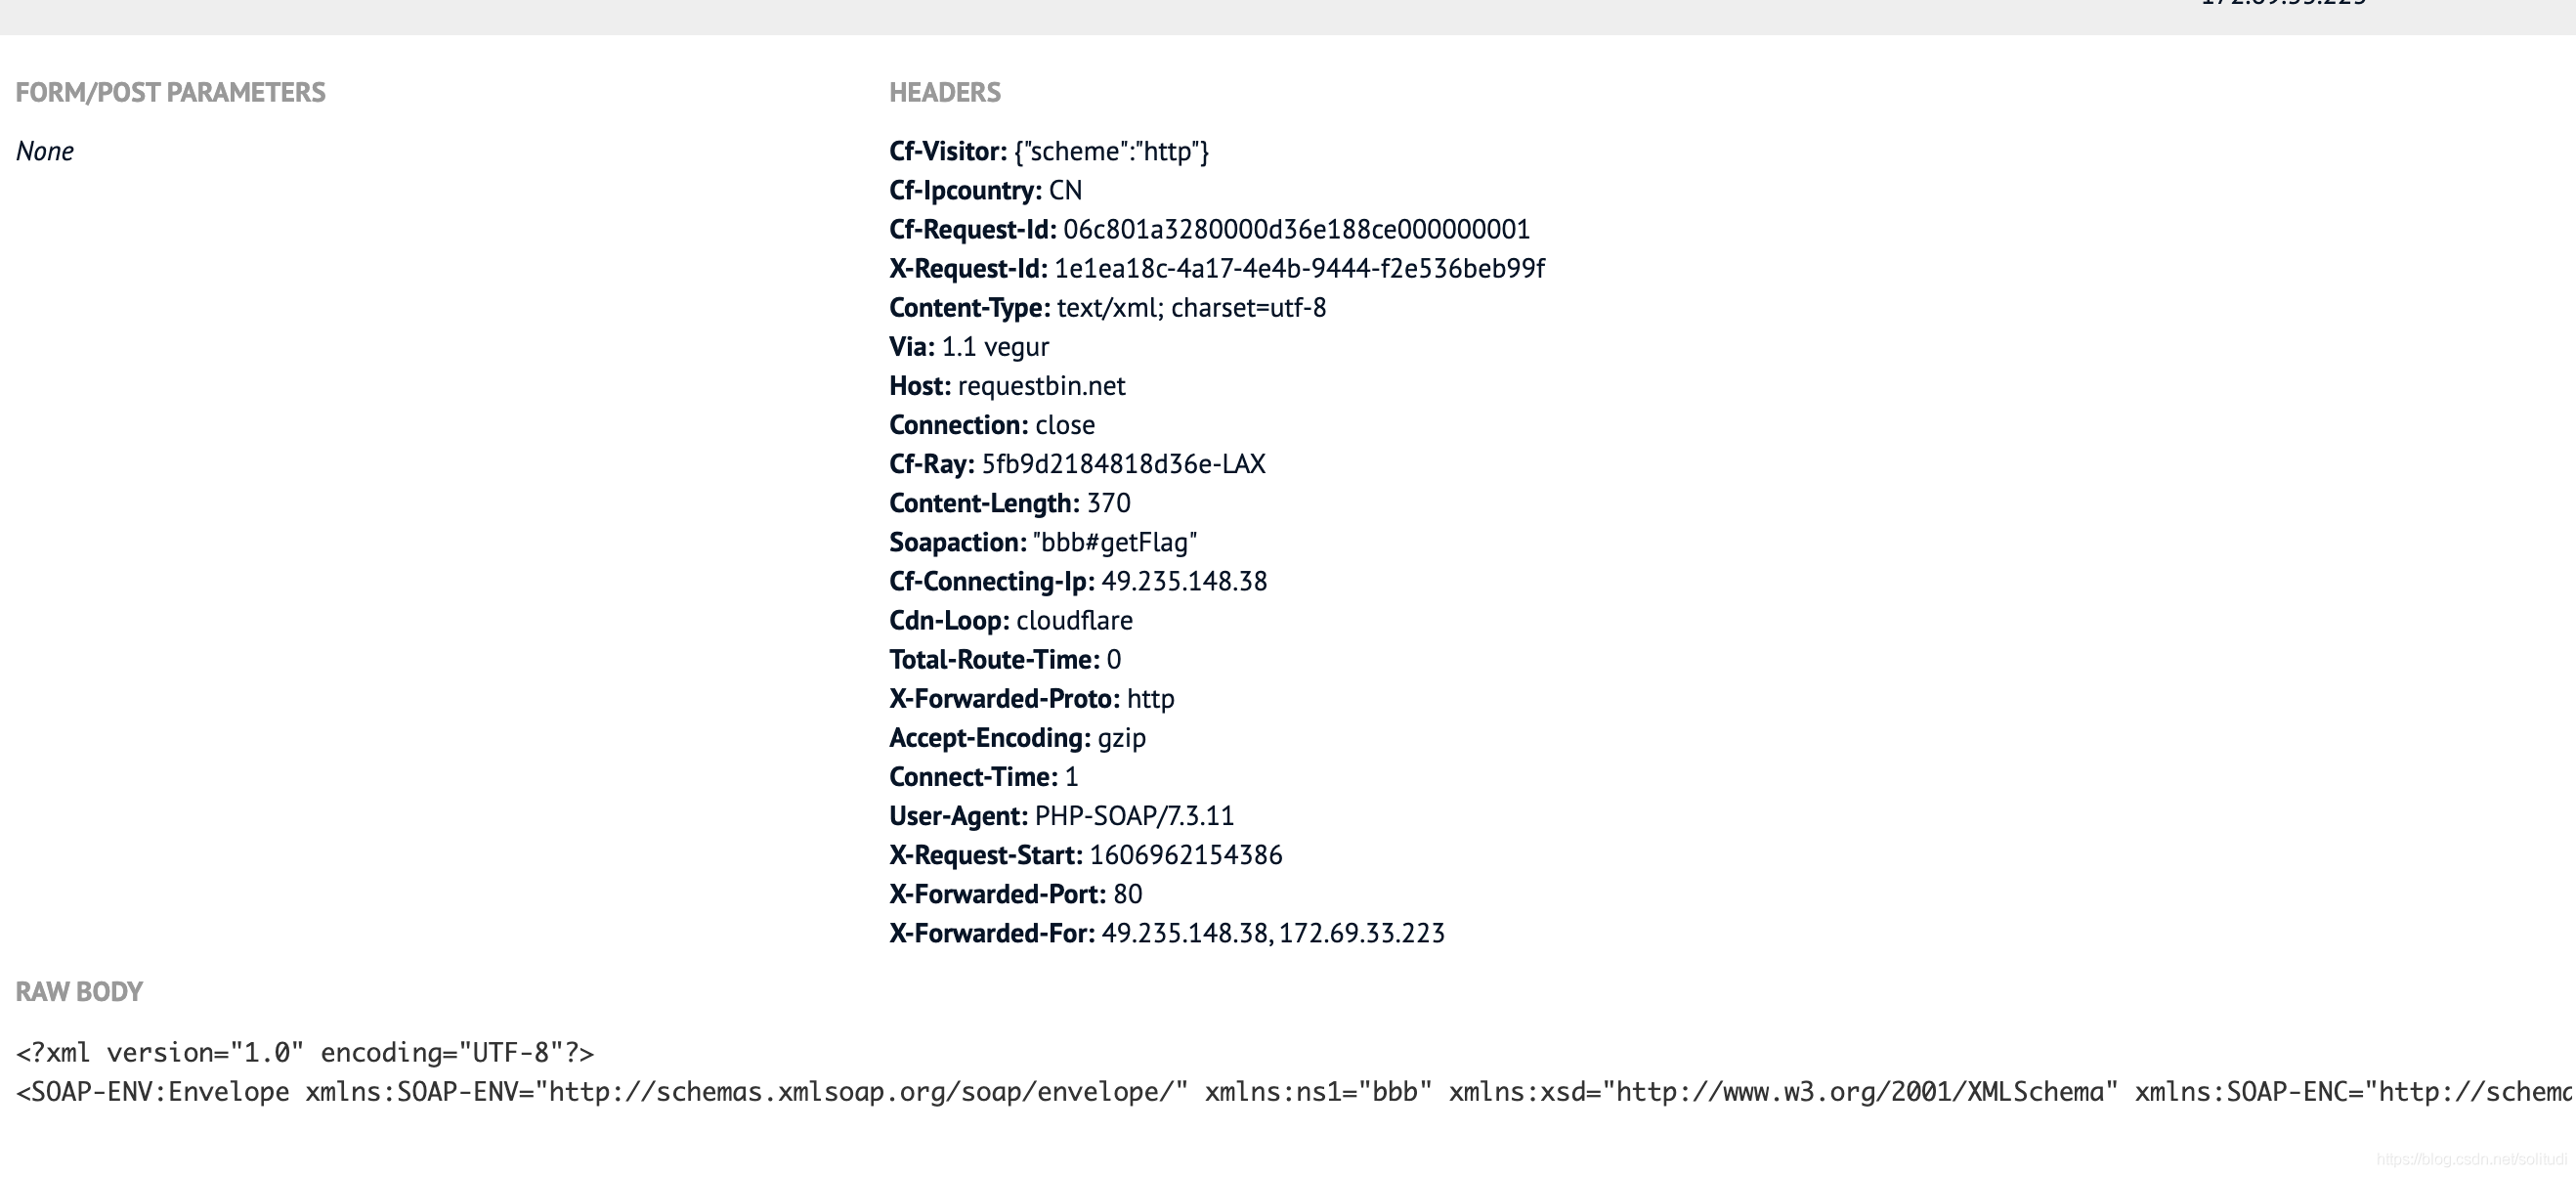 172.69.33.223
FORM/POST PARAMETERS
None
HEADERS
Cf-Visitor: {"scheme":"http"}
Cf-Ipcountry: CN
Cf-Request-Id: 06c801a3280000d36e188ce000000001
X-Request-Id: 1e1ea18c-4a17-4e4b-9444-f2e536beb99f
Content-Type: text/xml; charset=utf-8
Via: 1.1 vegur
Host: requestbin.net
Connection: close
Cf-Ray: 5fb9d2184818d36e-LAX
Content-Length: 370
Soapaction: "bbb#getFlag"
Cf-Connecting-Ip: 49.235.148.38
Cdn-Loop: cloudflare
Total-Route-Time: 0
X-Forwarded-Proto: http
Accept-Encoding: gzip
Connect-Time: 1
User-Agent: PHP-SOAP/7.3.11
X-Request-Start: 1606962154386
X-Forwarded-Port: 80
X-Forwarded-For: 49.235.148.38, 172.69.33.223
RAW BODY
<?xml version="1.0" encoding="UTF-8"?>
<SOAP-ENV:Envelope xmlns:SOAP-ENV="http://schemas.xmlsoap.org/soap/envelope/" xmlns:ns1="bbb" xmlns:xsd="http://www.w3.org/2001/XMLSchema" xmlns:SOAP-ENC="http://schema
https://blog.csdn.net/solitudi